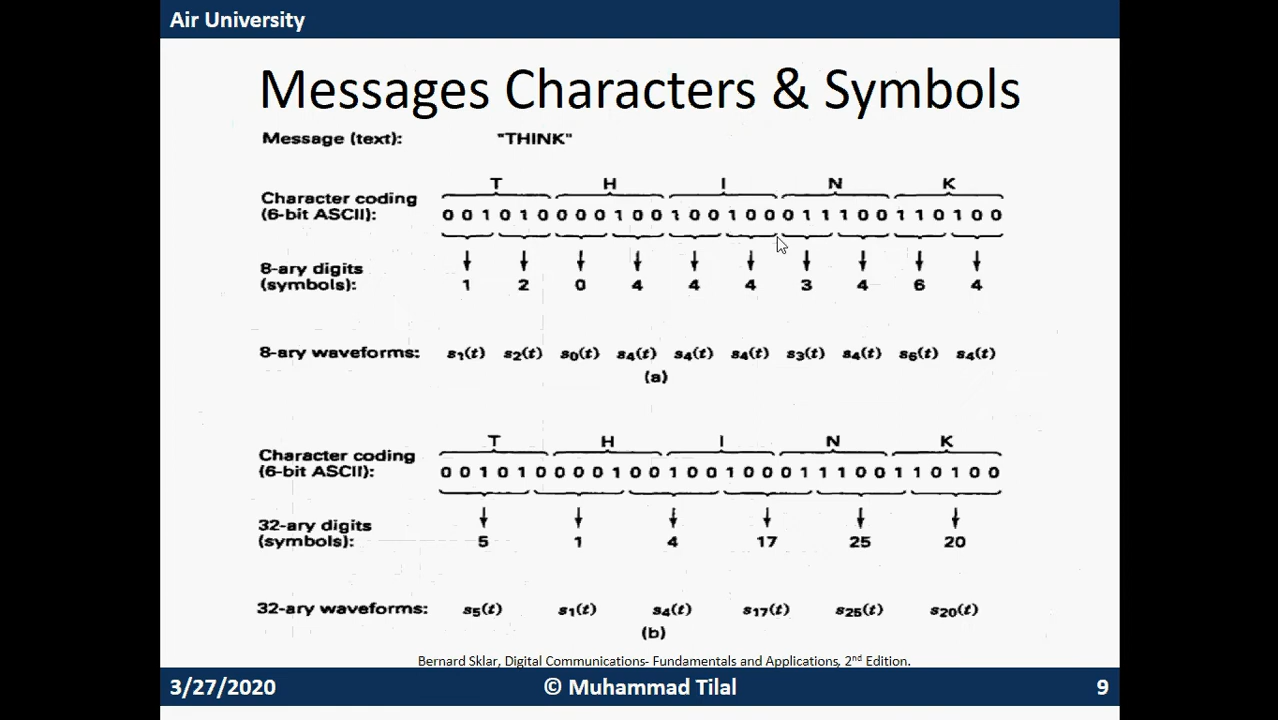 Air University
Messages Characters & Symbols
Message (text): "THINK"
T H I N K
Character coding
(6-bit ASCII): 0 0 1 0 1 0 0 0 0 1 0 0 1 0 0 1 0 0 0 1 1 1 0 0 1 1 0 1 0 0
8-ary digits
(symbols): 1 2 0 4 4 4 3 4 6 4
8-ary waveforms: s1(t) s2(t) s0(t) s4(t) s4(t) s4(t) s3(t) s4(t) s6(t) s4(t)
(a)
T H I N K
Character coding
(6-bit ASCII): 0 0 1 0 1 0 0 0 0 1 0 0 1 0 0 1 0 0 0 1 1 1 0 0 1 1 0 1 0 0
32-ary digits
(symbols): 5 1 4 17 25 20
32-ary waveforms: s5(t) s1(t) s4(t) s17(t) s25(t) s20(t)
(b)
Bernard Sklar, Digital Communications- Fundamentals and Applications, 2nd Edition.
3/27/2020 © Muhammad Tilal 9